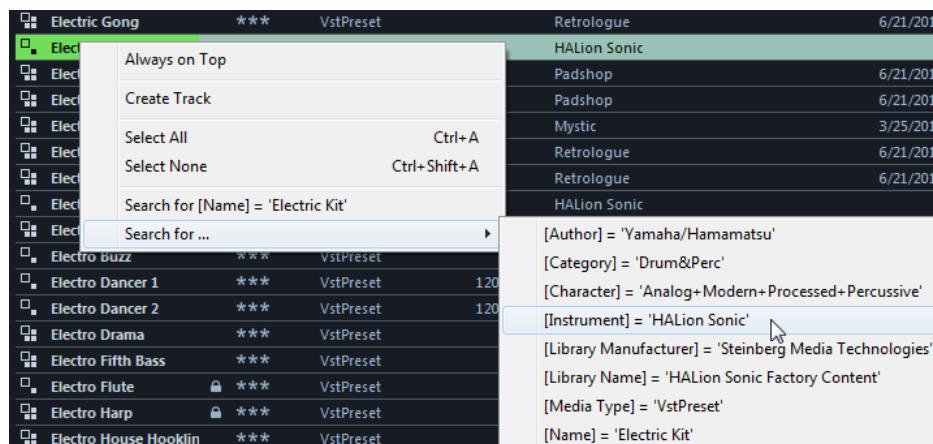 Electric Gong *** VstPreset Retrologue 6/21/201
Elect HALion Sonic
Always on Top
Elect Padshop 6/21/201
Create Track
Elect Padshop 6/21/201
Elect Mystic 3/25/201
Select All Ctrl+A
Elect Retrologue 6/21/201
Select None Ctrl+Shift+A
Elect Retrologue 6/21/201
Elect HALion Sonic
Search for [Name] = 'Electric Kit'
Elect
Search for ...
[Author] = 'Yamaha/Hamamatsu'
Electro Buzz *** VstPreset
[Category] = 'Drum&Perc'
Electro Dancer 1 *** VstPreset 120
[Character] = 'Analog+Modern+Processed+Percussive'
Electro Dancer 2 *** VstPreset 120
[Instrument] = 'HALion Sonic'
Electro Drama *** VstPreset
[Library Manufacturer] = 'Steinberg Media Technologies'
Electro Fifth Bass *** VstPreset
[Library Name] = 'HALion Sonic Factory Content'
Electro Flute *** VstPreset
[Media Type] = 'VstPreset'
Electro Harp *** VstPreset
[Name] = 'Electric Kit'
Electro House Hooklin *** VstPreset